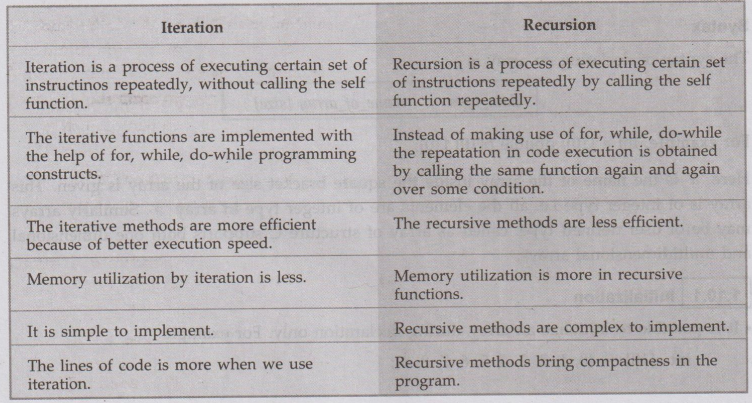 Iteration
Recursion
Iteration is a process of executing certain set of
instructinos repeatedly, without calling the self
function.
Recursion is a process of executing certain set
of instructions repeatedly by calling the self
function repeatedly.
The iterative functions are implemented with
the help of for, while, do-while programming
constructs.
Instead of making use of for, while, do-while
the repeatation in code execution is obtained
by calling the same function again and again
over some condition.
The iterative methods are more efficient
because of better execution speed.
The recursive methods are less efficient.
Memory utilization by iteration is less.
Memory utilization is more in recursive
functions.
It is simple to implement.
Recursive methods are complex to implement.
The lines of code is more when we use
iteration.
Recursive methods bring compactness in the
program.